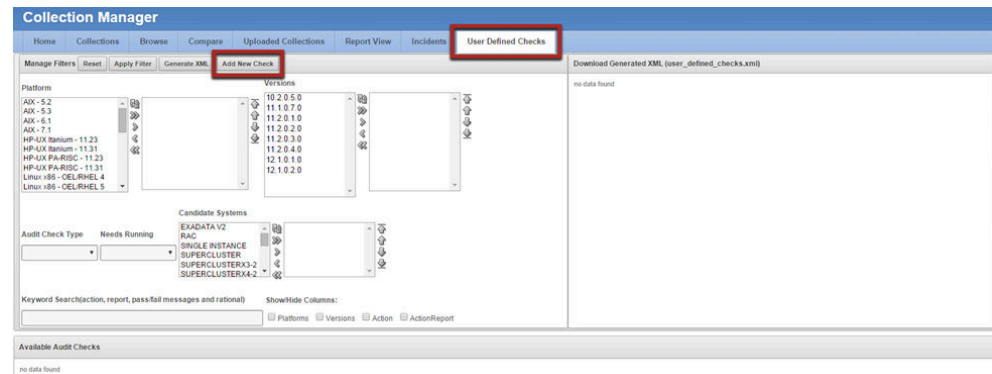 Collection Manager
Home Collections Browse Compare Uploaded Collections Report View Incidents User Defined Checks
Manage Filters Reset Apply Filter Generate XML Add New Check
Download Generated XML (user_defined_checks.xml)
no data found
Platform
AIX - 5.2
AIX - 5.3
AIX - 6.1
AIX - 7.1
HP-UX Itanium - 11.23
HP-UX Itanium - 11.31
HP-UX PA-RISC - 11.23
HP-UX PA-RISC - 11.31
Linux x86 - OEL/RHEL 4
Linux x86 - OEL/RHEL 5
Versions
10.2.0.5.0
11.1.0.7.0
11.2.0.1.0
11.2.0.2.0
11.2.0.3.0
11.2.0.4.0
12.1.0.1.0
12.1.0.2.0
Audit Check Type Needs Running
Candidate Systems
EXADATA V2
RAC
SINGLE INSTANCE
SUPERCLUSTER
SUPERCLUSTERX3-2
SUPERCLUSTERX4-2
Keyword Search(action, report, pass/fail messages and rational)
Show/Hide Columns:
Platforms Versions Action ActionReport
Available Audit Checks
no data found